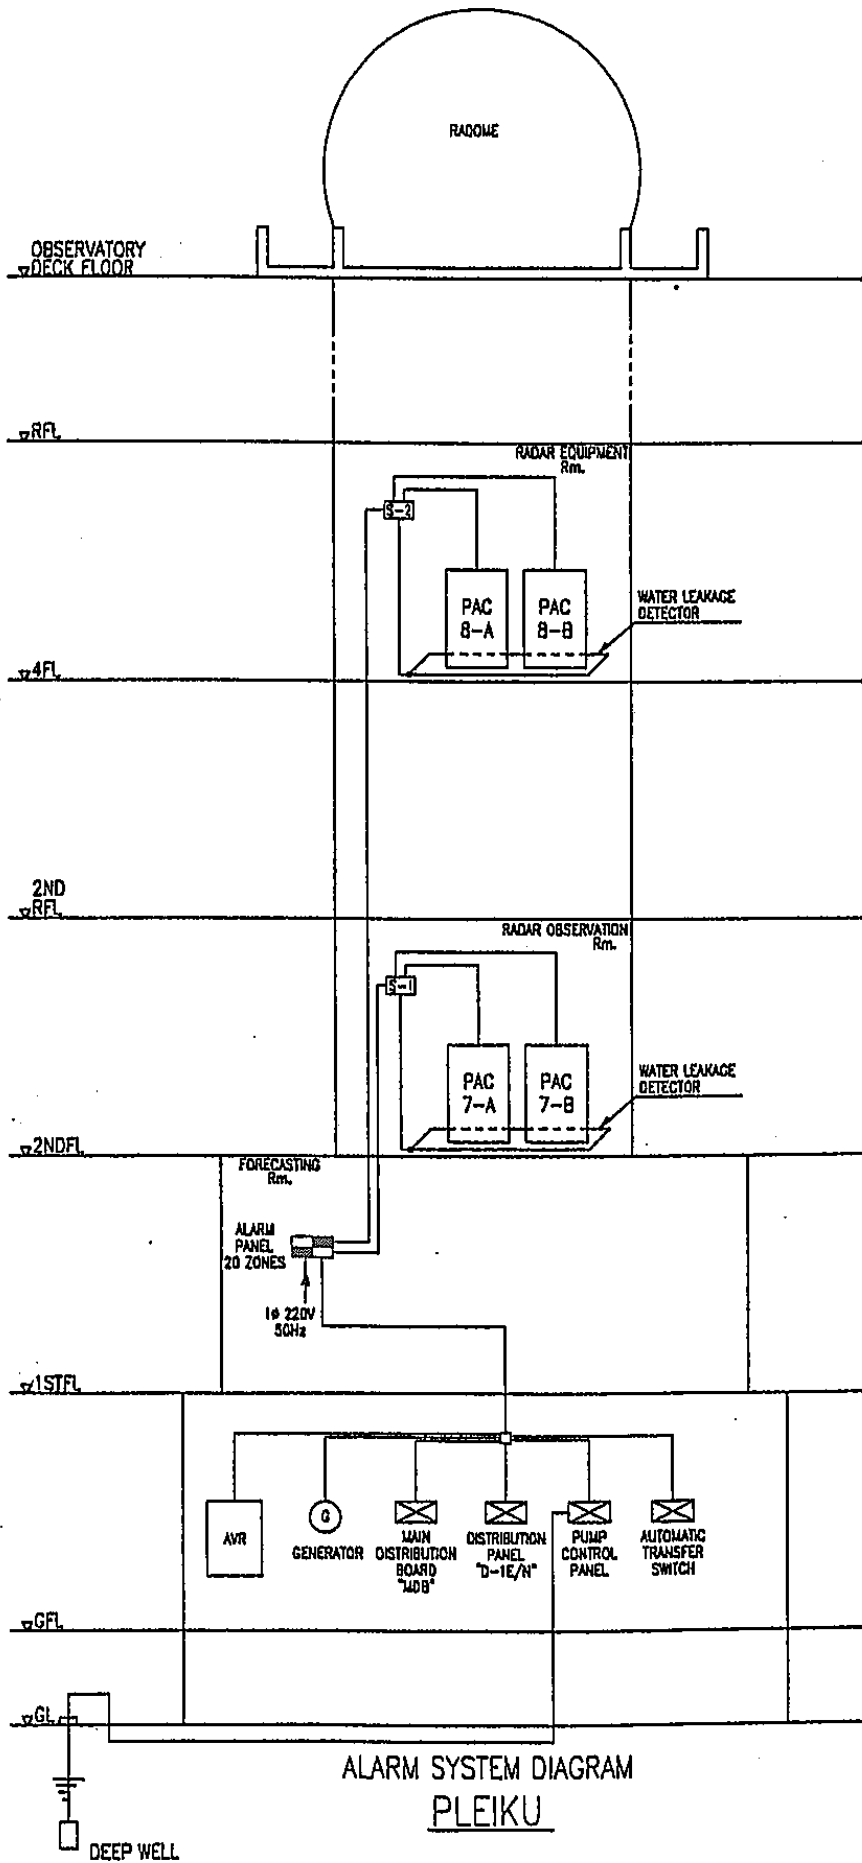 RADOME
OBSERVATORY
DECK FLOOR
RFL
RADAR EQUIPMENT
Rm.
S-2
PAC
8-A
PAC
8-B
WATER LEAKAGE
DETECTOR
4FL
2ND
RFL
RADAR OBSERVATION
Rm.
S-1
PAC
7-A
PAC
7-B
WATER LEAKAGE
DETECTOR
2NDFL
FORECASTING
Rm.
ALARM
PANEL
20 ZONES
1φ 220V
50Hz
1STFL
AVR
G
GENERATOR
MAIN
DISTRIBUTION
BOARD
"MDB"
DISTRIBUTION
PANEL
"D-1E/N"
PUMP
CONTROL
PANEL
AUTOMATIC
TRANSFER
SWITCH
GFL
GL
ALARM SYSTEM DIAGRAM
PLEIKU
DEEP WELL